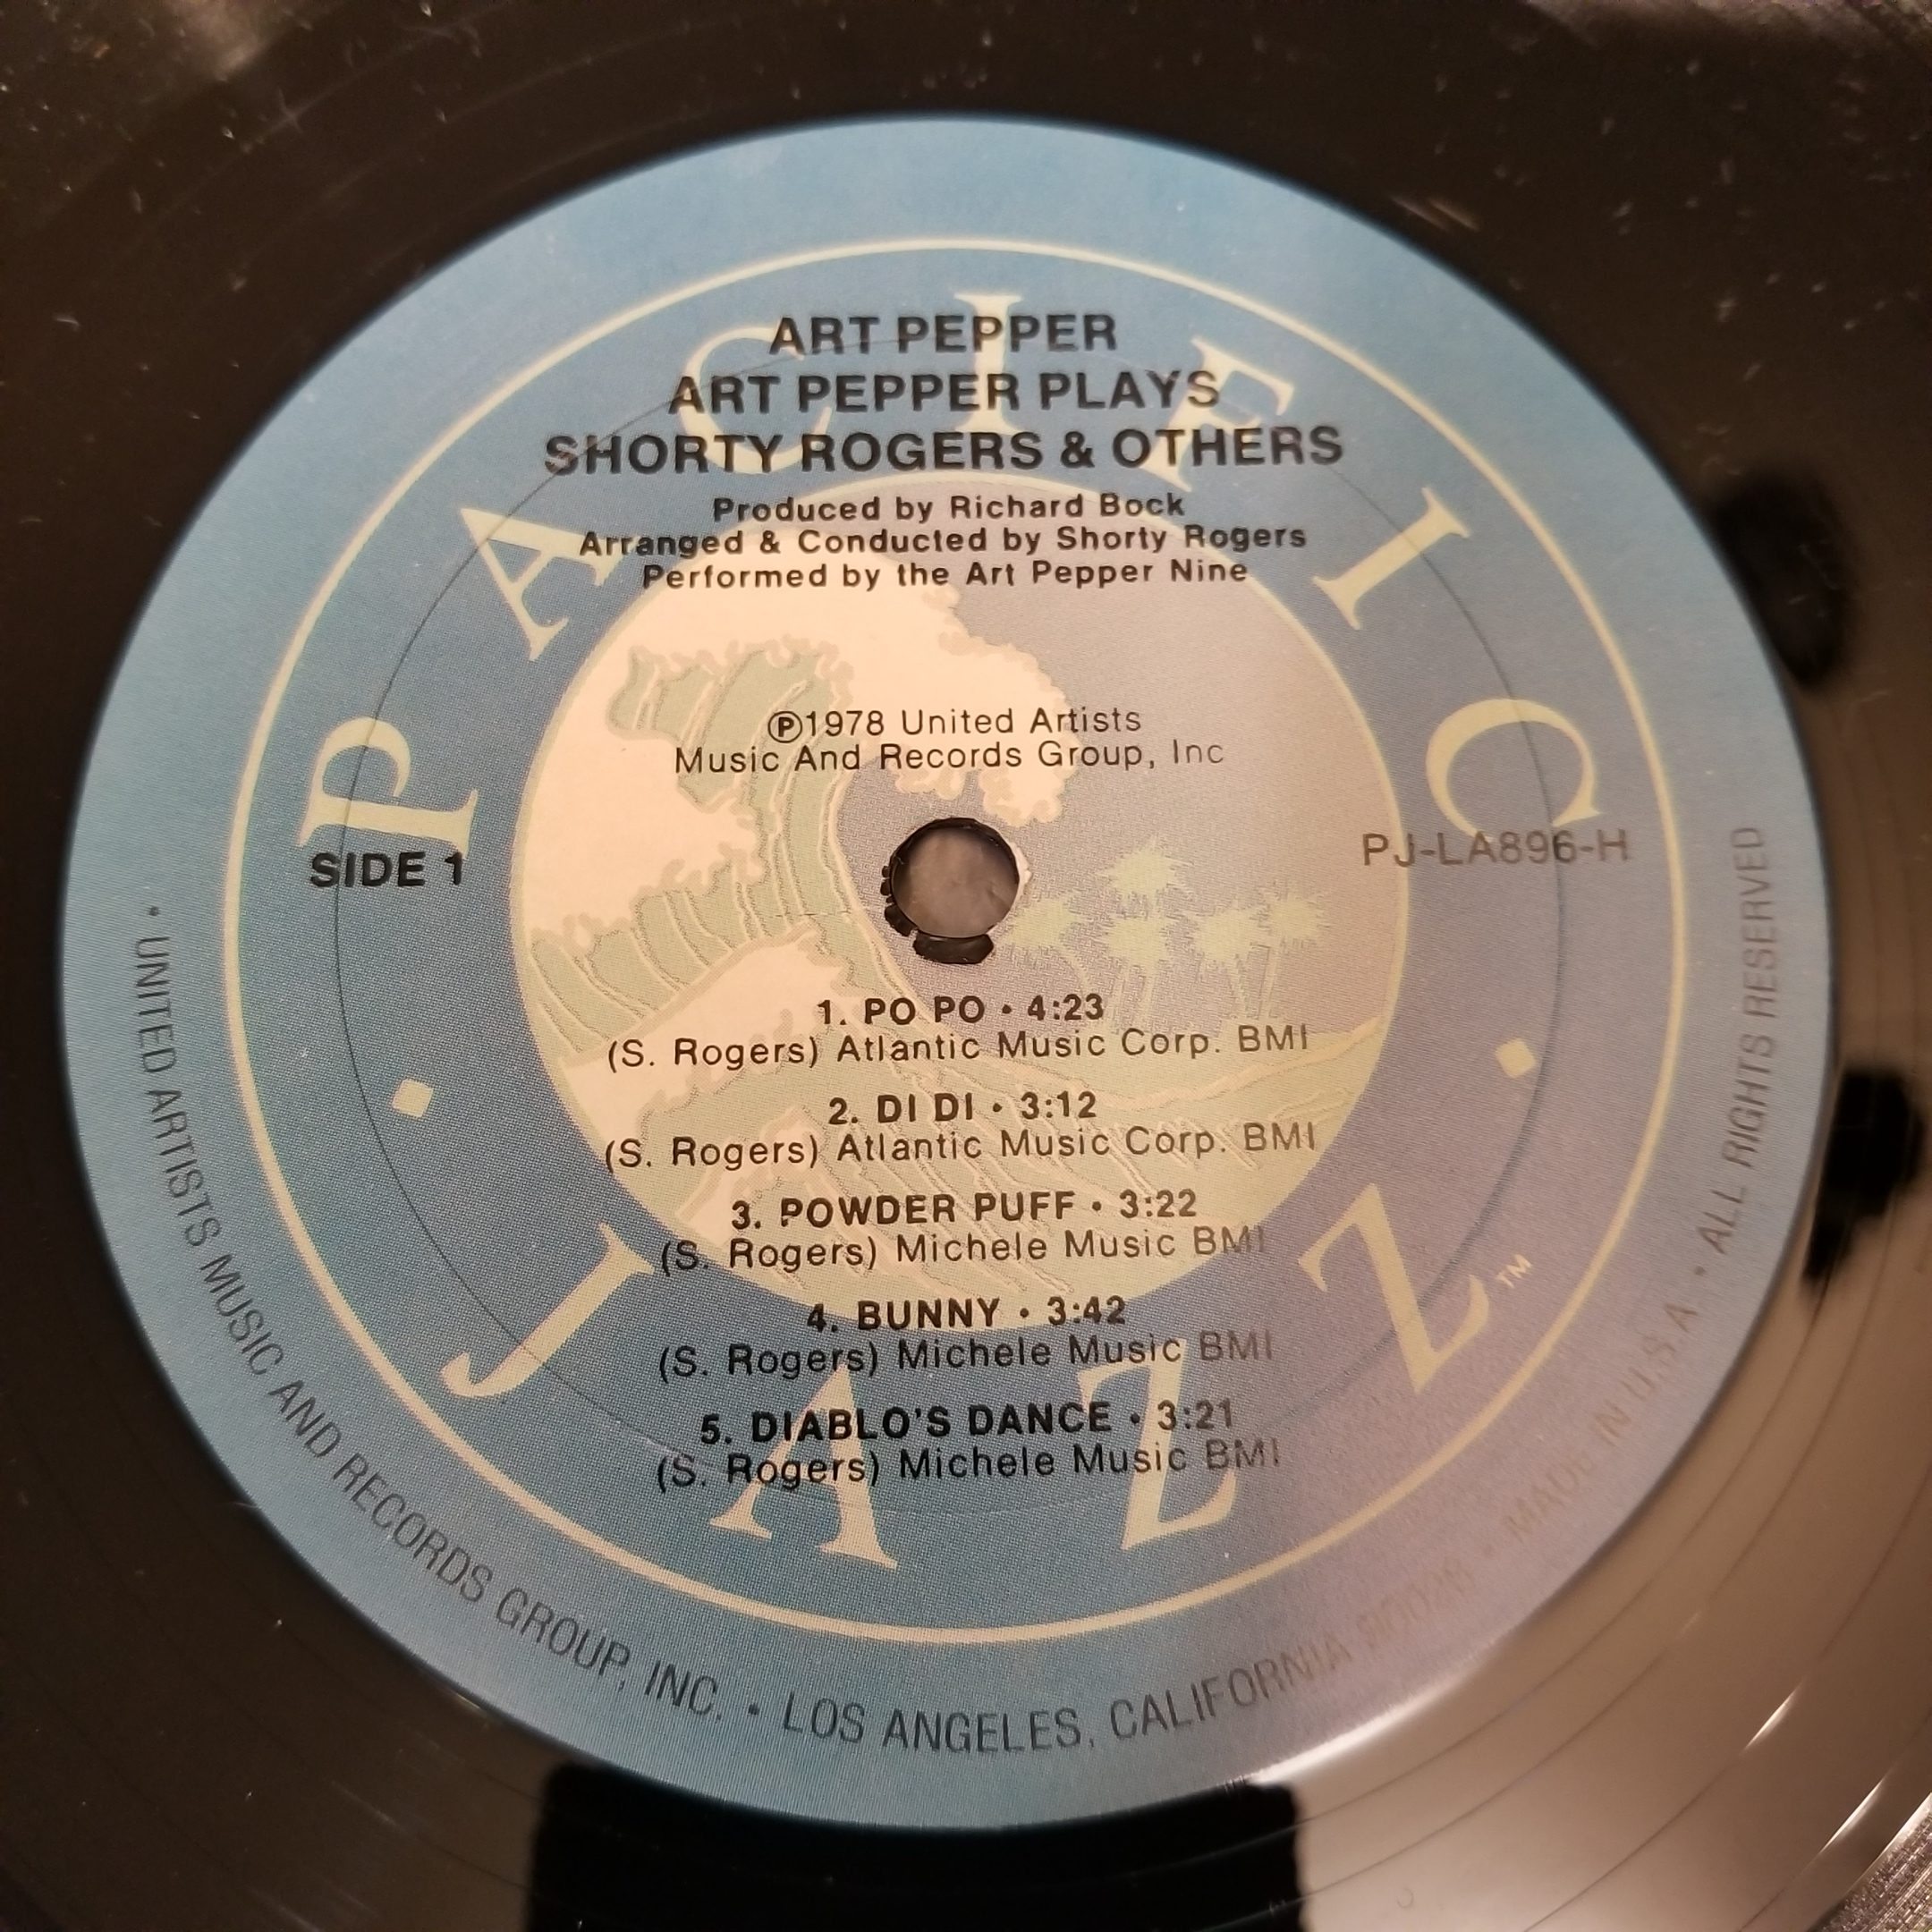 PACIFIC
ART PEPPER
ART PEPPER PLAYS
SHORTY ROGERS & OTHERS
Produced by Richard Bock
Arranged & Conducted by Shorty Rogers
Performed by the Art Pepper Nine
℗1978 United Artists
Music And Records Group, Inc
SIDE 1
PJ-LA896-H
1. PO PO • 4:23
(S. Rogers) Atlantic Music Corp. BMI
2. DI DI • 3:12
(S. Rogers) Atlantic Music Corp. BMI
3. POWDER PUFF • 3:22
(S. Rogers) Michele Music BMI
4. BUNNY • 3:42
(S. Rogers) Michele Music BMI
5. DIABLO'S DANCE • 3:21
(S. Rogers) Michele Music BMI
JAZZ™
• UNITED ARTISTS MUSIC AND RECORDS GROUP, INC. • LOS ANGELES, CALIFORNIA 90028 • MADE IN U.S.A • ALL RIGHTS RESERVED